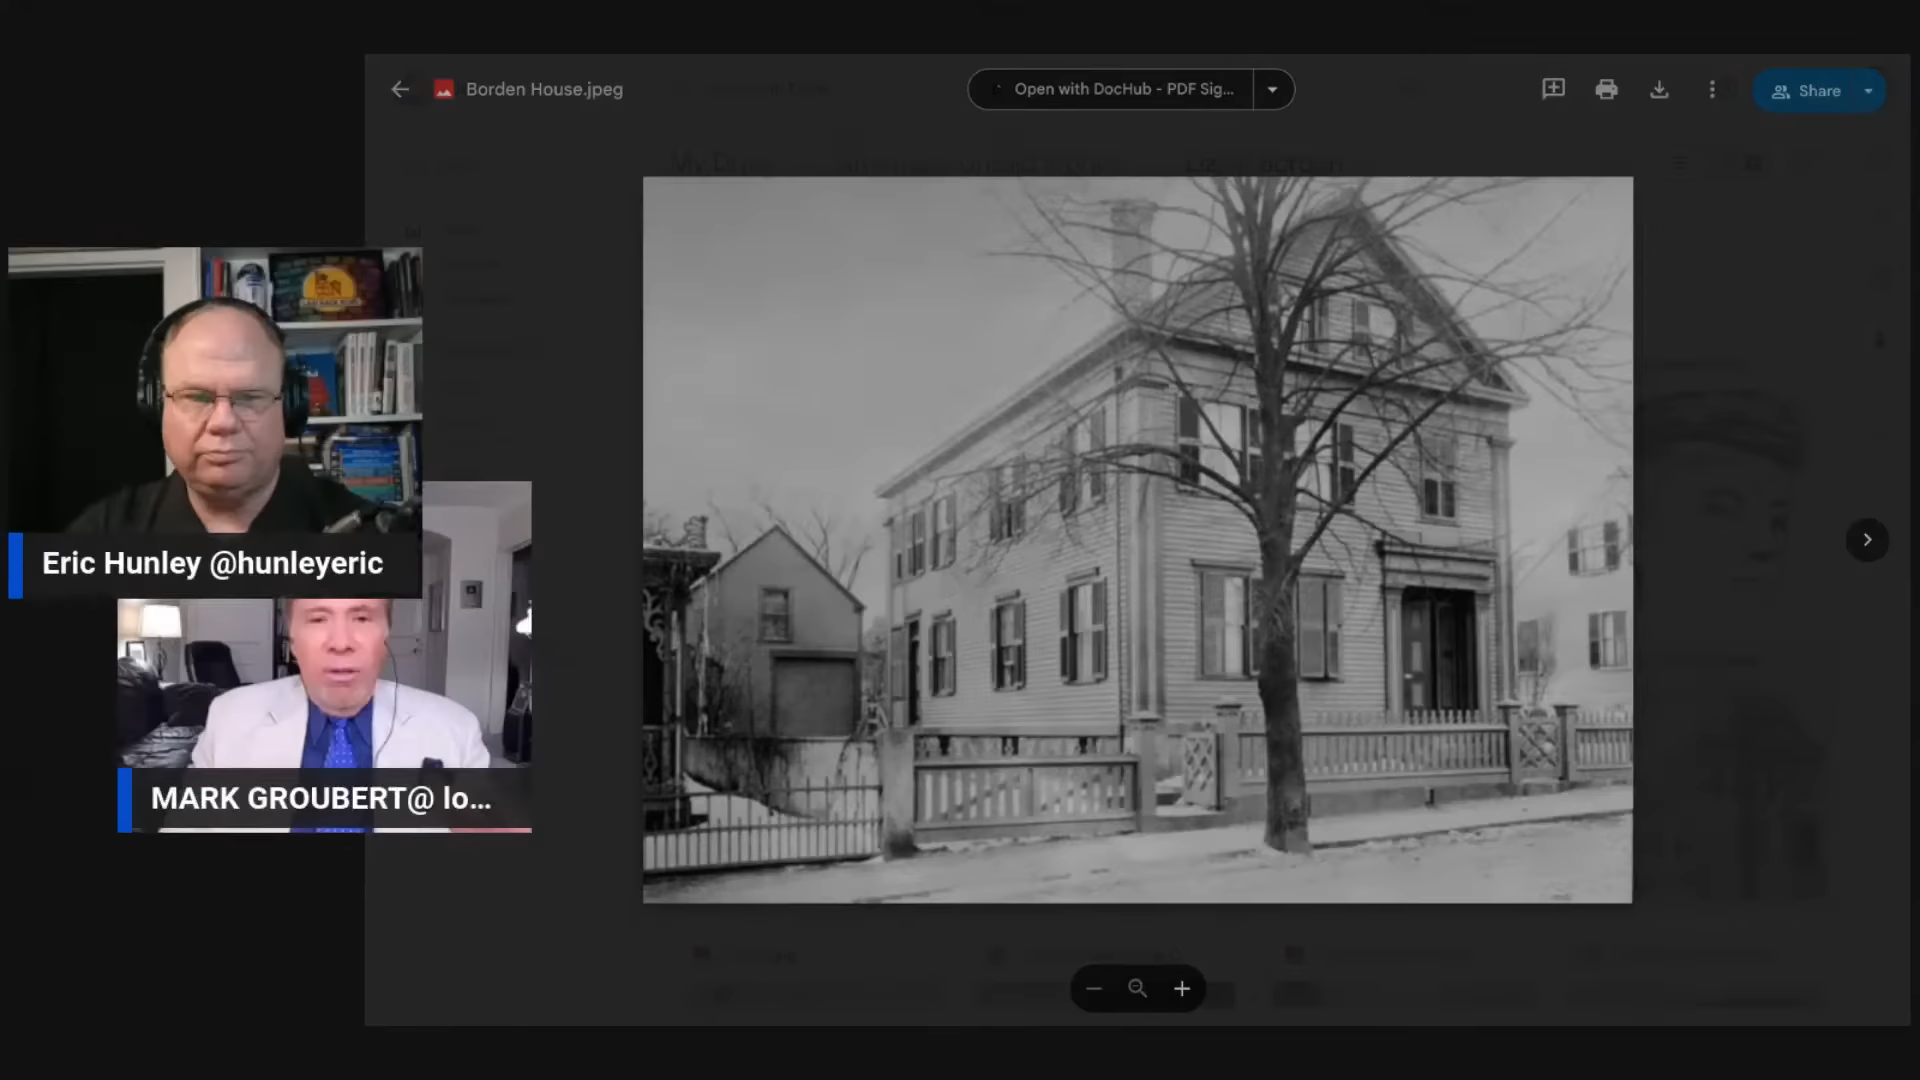 Borden House.jpeg
Open with DocHub - PDF Sig...
Share
Eric Hunley @hunleyeric
MARK GROUBERT@ lo...